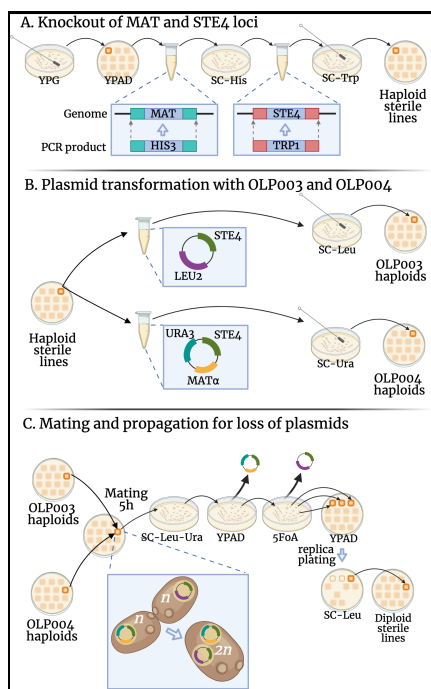 A. Knockout of MAT and STE4 loci
YPG
YPAD
SC-His
SC-Trp
Haploid
sterile
lines
Genome
MAT
STE4
PCR product
HIS3
TRP1
B. Plasmid transformation with OLP003 and OLP004
STE4
LEU2
SC-Leu
OLP003
haploids
Haploid
sterile
lines
URA3
STE4
MATα
SC-Ura
OLP004
haploids
C. Mating and propagation for loss of plasmids
OLP003
haploids
Mating
5h
SC-Leu-Ura
YPAD
5FoA
YPAD
replica
plating
OLP004
haploids
n
n
2n
SC-Leu
Diploid
sterile
lines